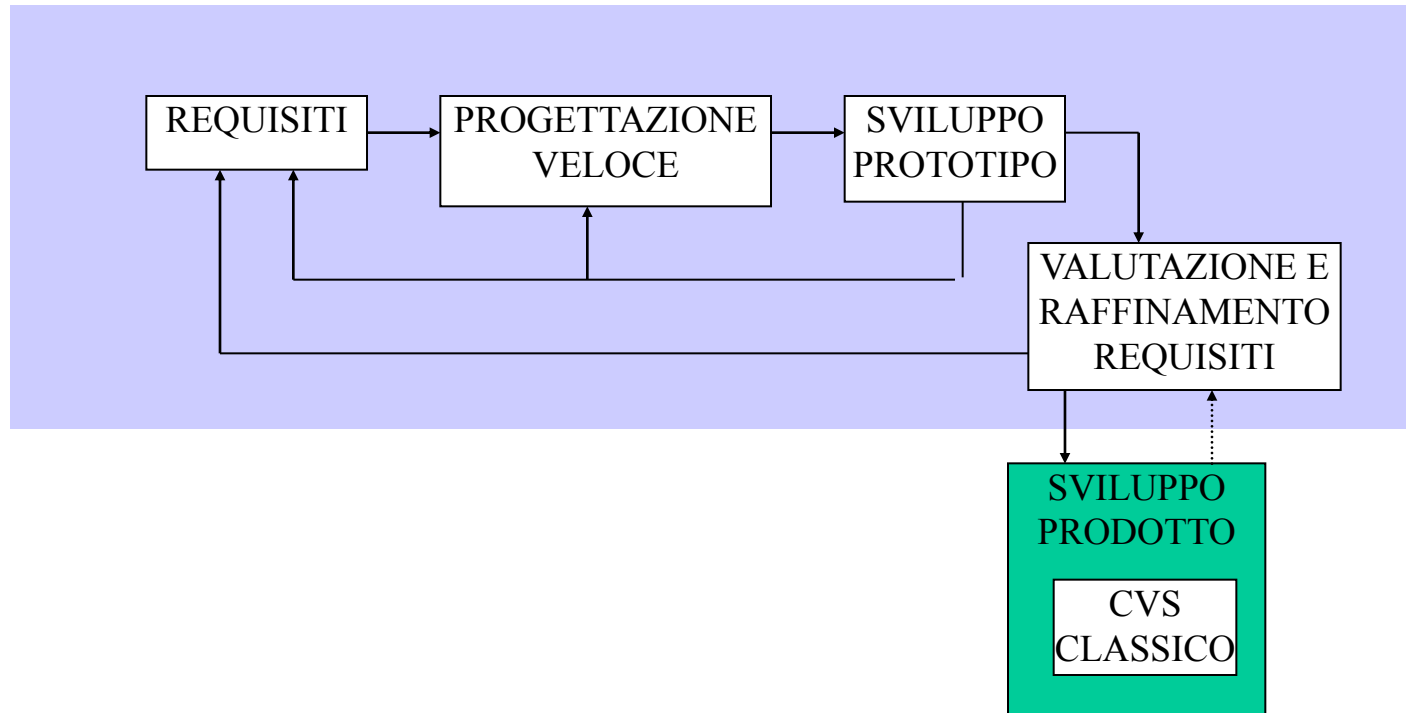 REQUISITI
PROGETTAZIONE
VELOCE
SVILUPPO
PROTOTIPO
VALUTAZIONE E
RAFFINAMENTO
REQUISITI
SVILUPPO
PRODOTTO
CVS
CLASSICO